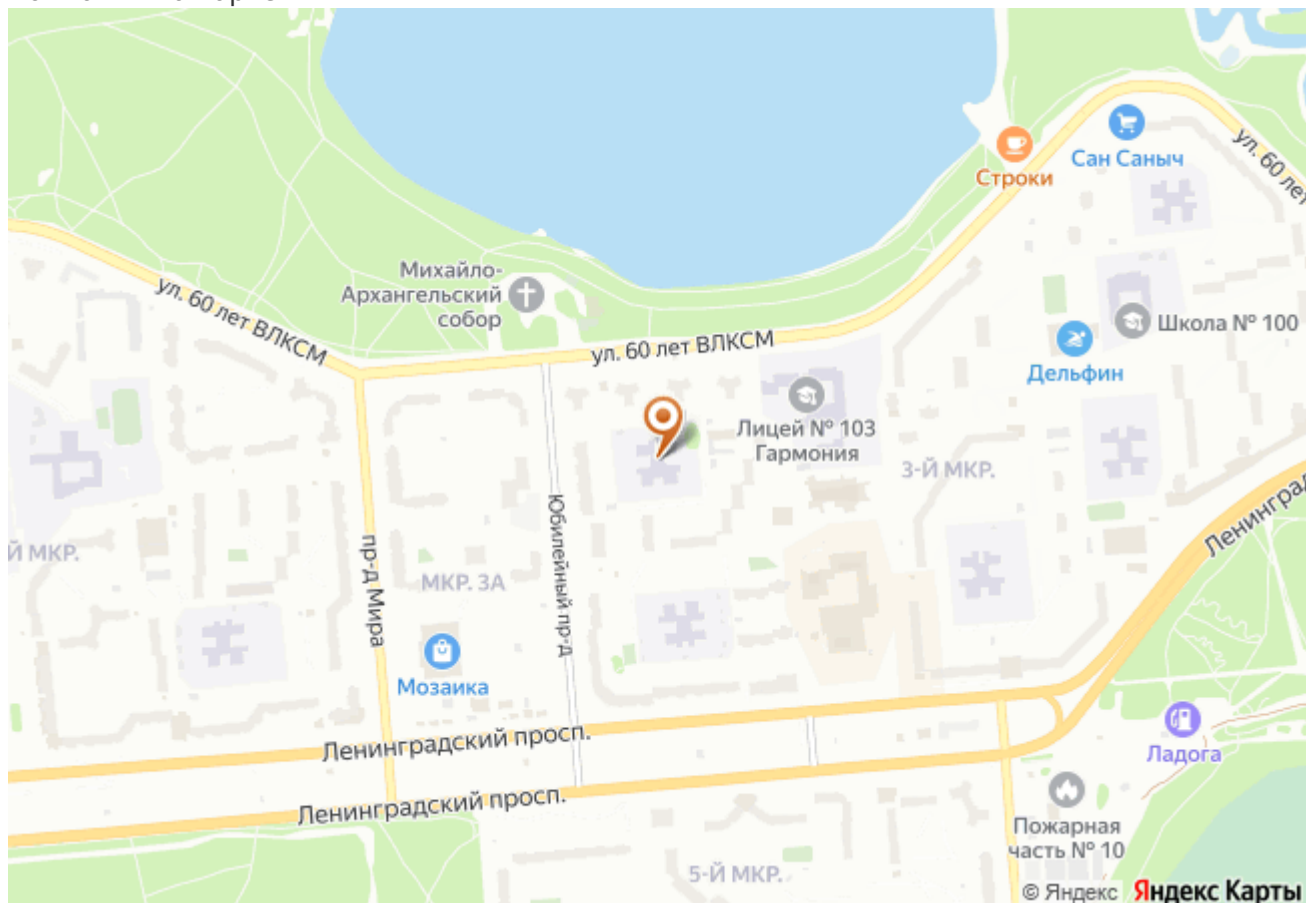 Сан Саныч
ул. 60 лет
Строки
Михайло-
Архангельский
собор
ул. 60 лет ВЛКСМ
ул. 60 лет ВЛКСМ
Школа № 100
Дельфин
Лицей № 103
Гармония
3-Й МКР.
Ленинград
Юбилейный пр-д
Й МКР.
пр-д Мира
МКР. 3А
Мозаика
Ленинградский просп.
Ладога
Ленинградский просп.
Пожарная
часть № 10
5-Й МКР.
© Яндекс Яндекс Карты